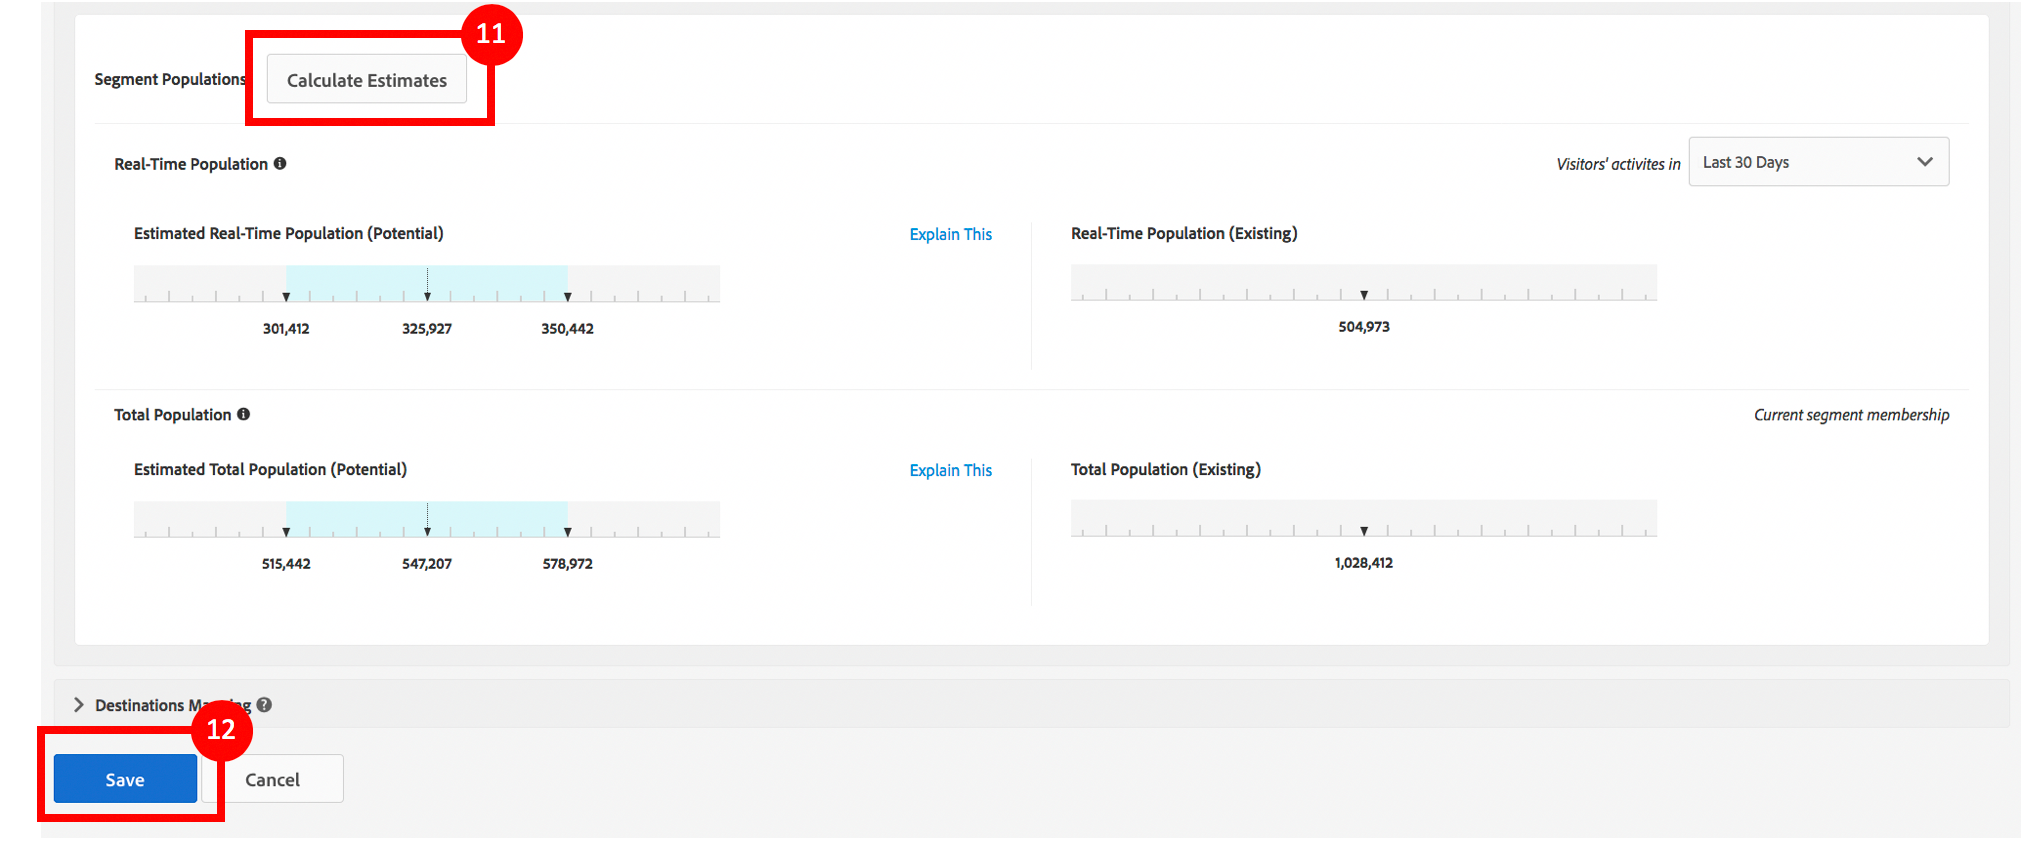 11
Segment Populations Calculate Estimates
Real-Time Population
Visitors' activites in Last 30 Days
Estimated Real-Time Population (Potential) Explain This
Real-Time Population (Existing)
301,412 325,927 350,442
504,973
Total Population
Current segment membership
Estimated Total Population (Potential) Explain This
Total Population (Existing)
515,442 547,207 578,972
1,028,412
Destinations
12
Save Cancel